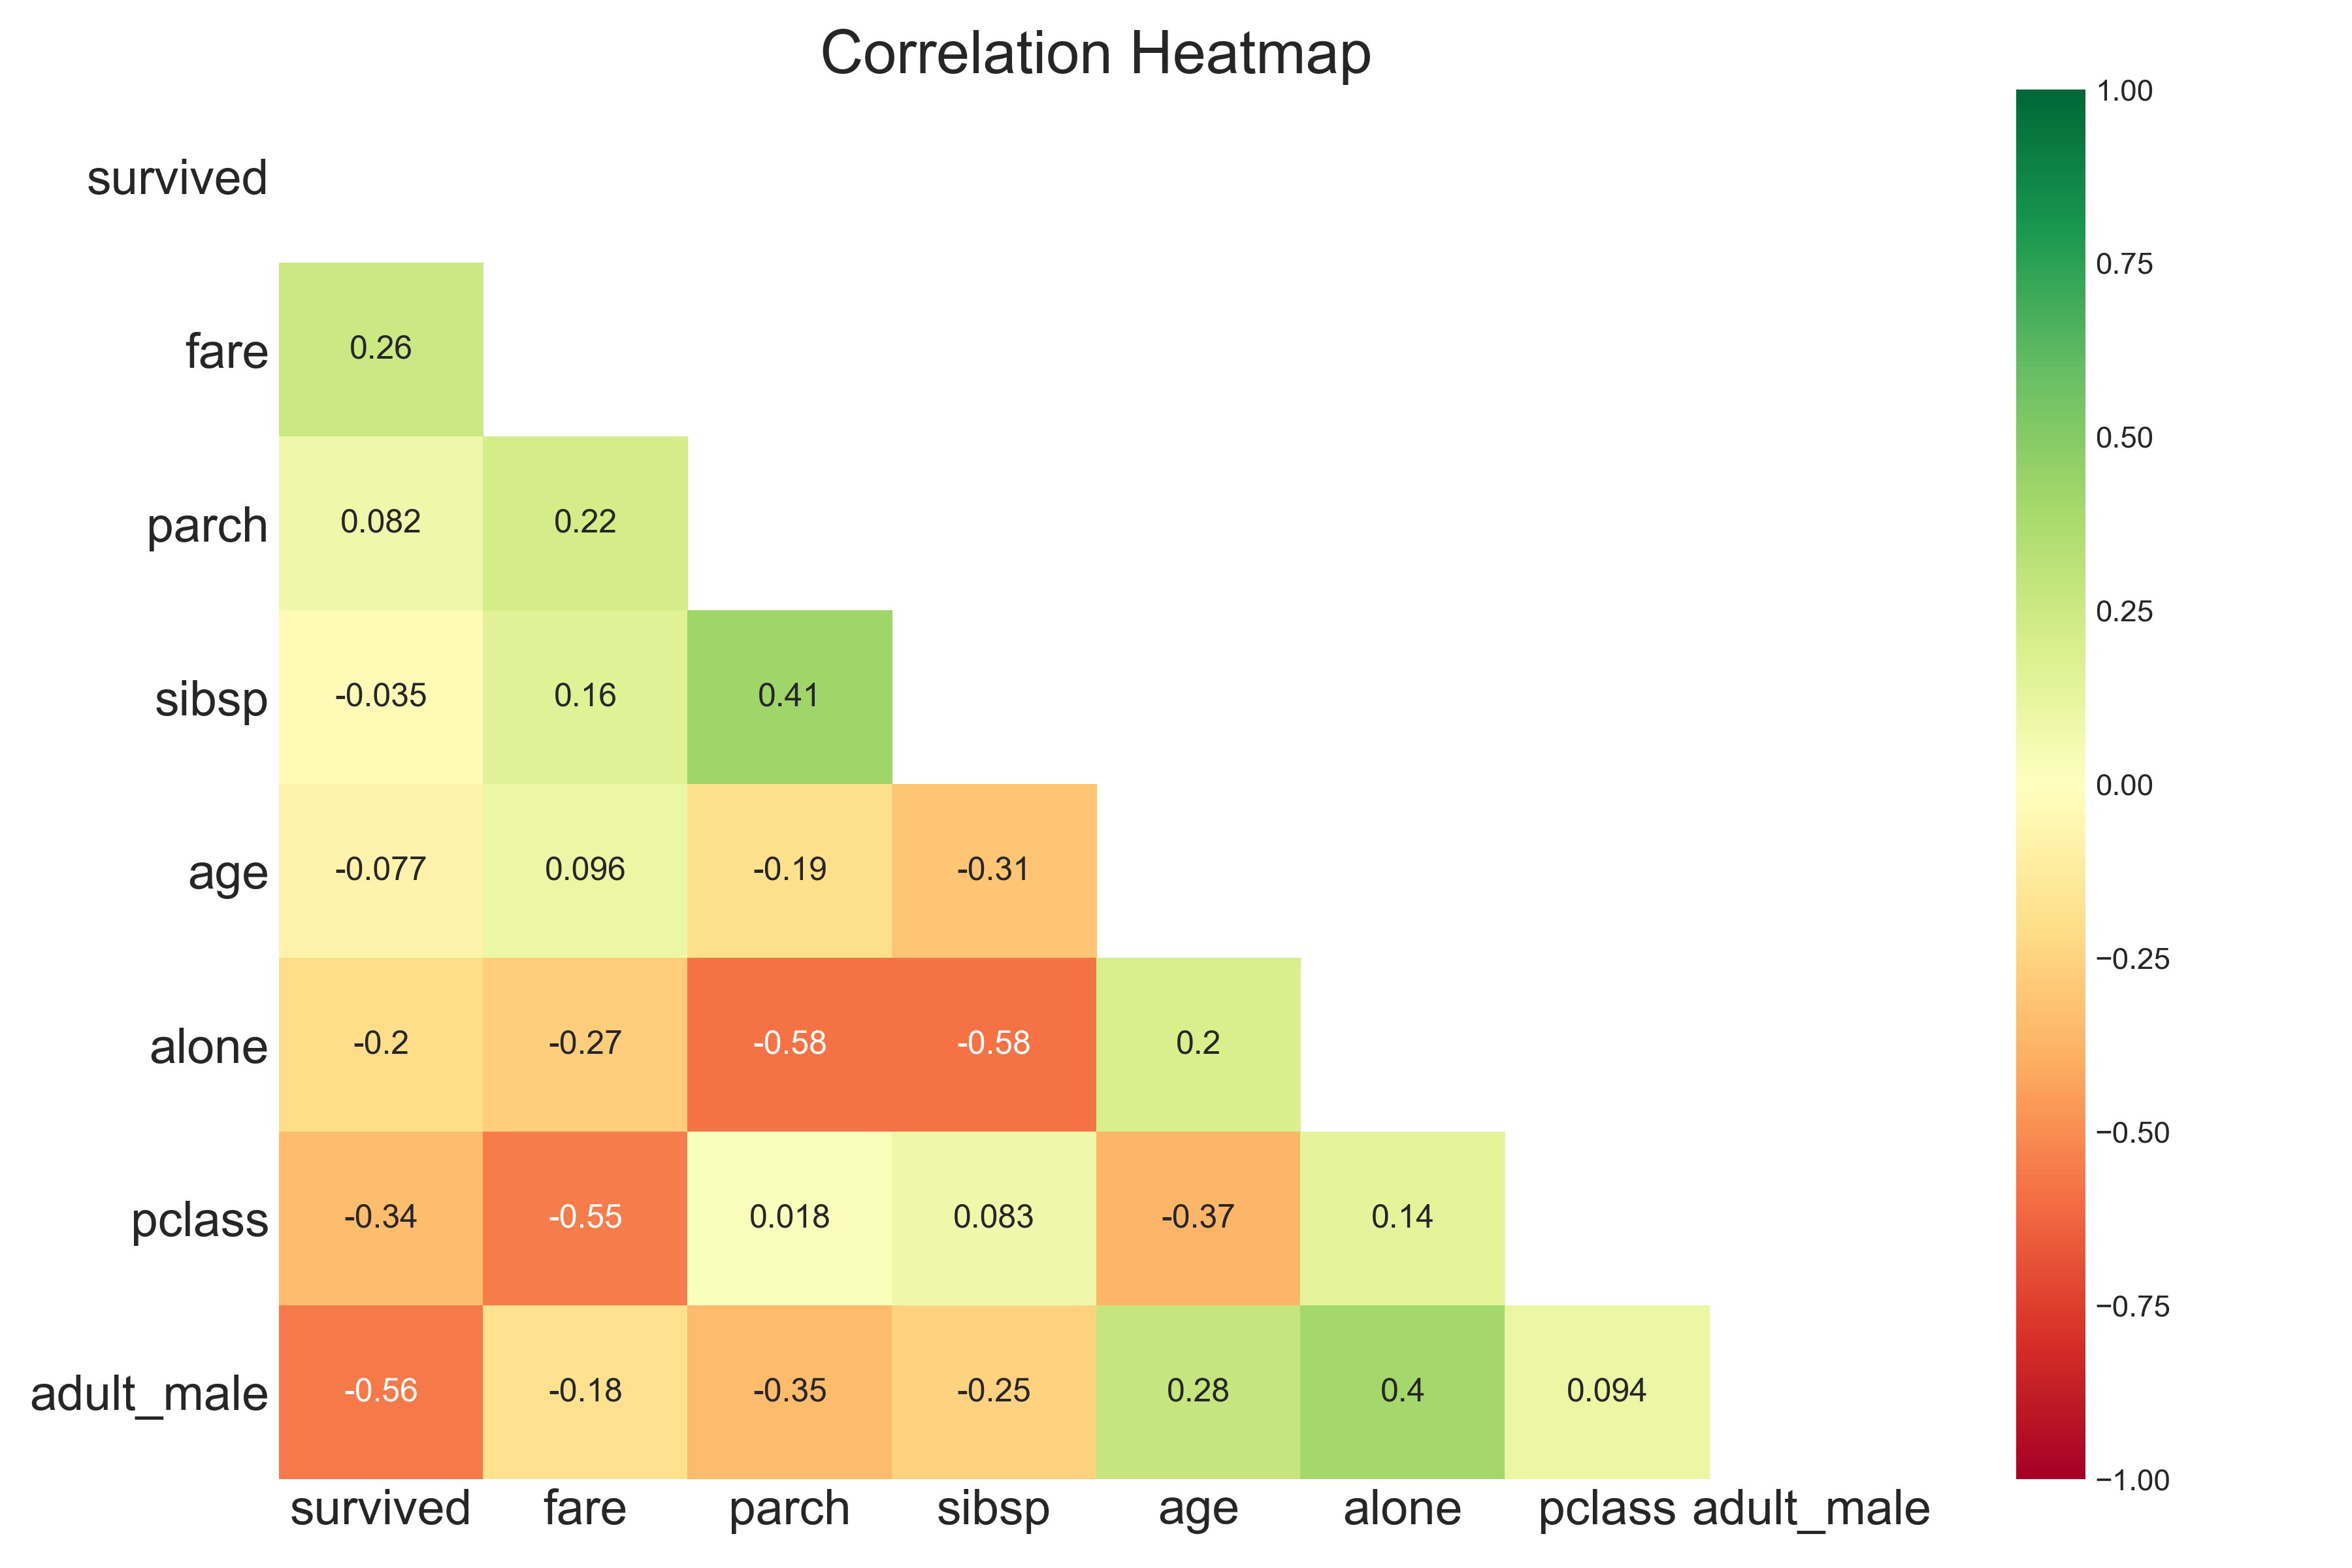 Correlation Heatmap
survived
fare 0.26
parch 0.082 0.22
sibsp -0.035 0.16 0.41
age -0.077 0.096 -0.19 -0.31
alone -0.2 -0.27 -0.58 -0.58 0.2
pclass -0.34 -0.55 0.018 0.083 -0.37 0.14
adult_male -0.56 -0.18 -0.35 -0.25 0.28 0.4 0.094
survived fare parch sibsp age alone pclass adult_male
1.00
0.75
0.50
0.25
0.00
−0.25
−0.50
−0.75
−1.00